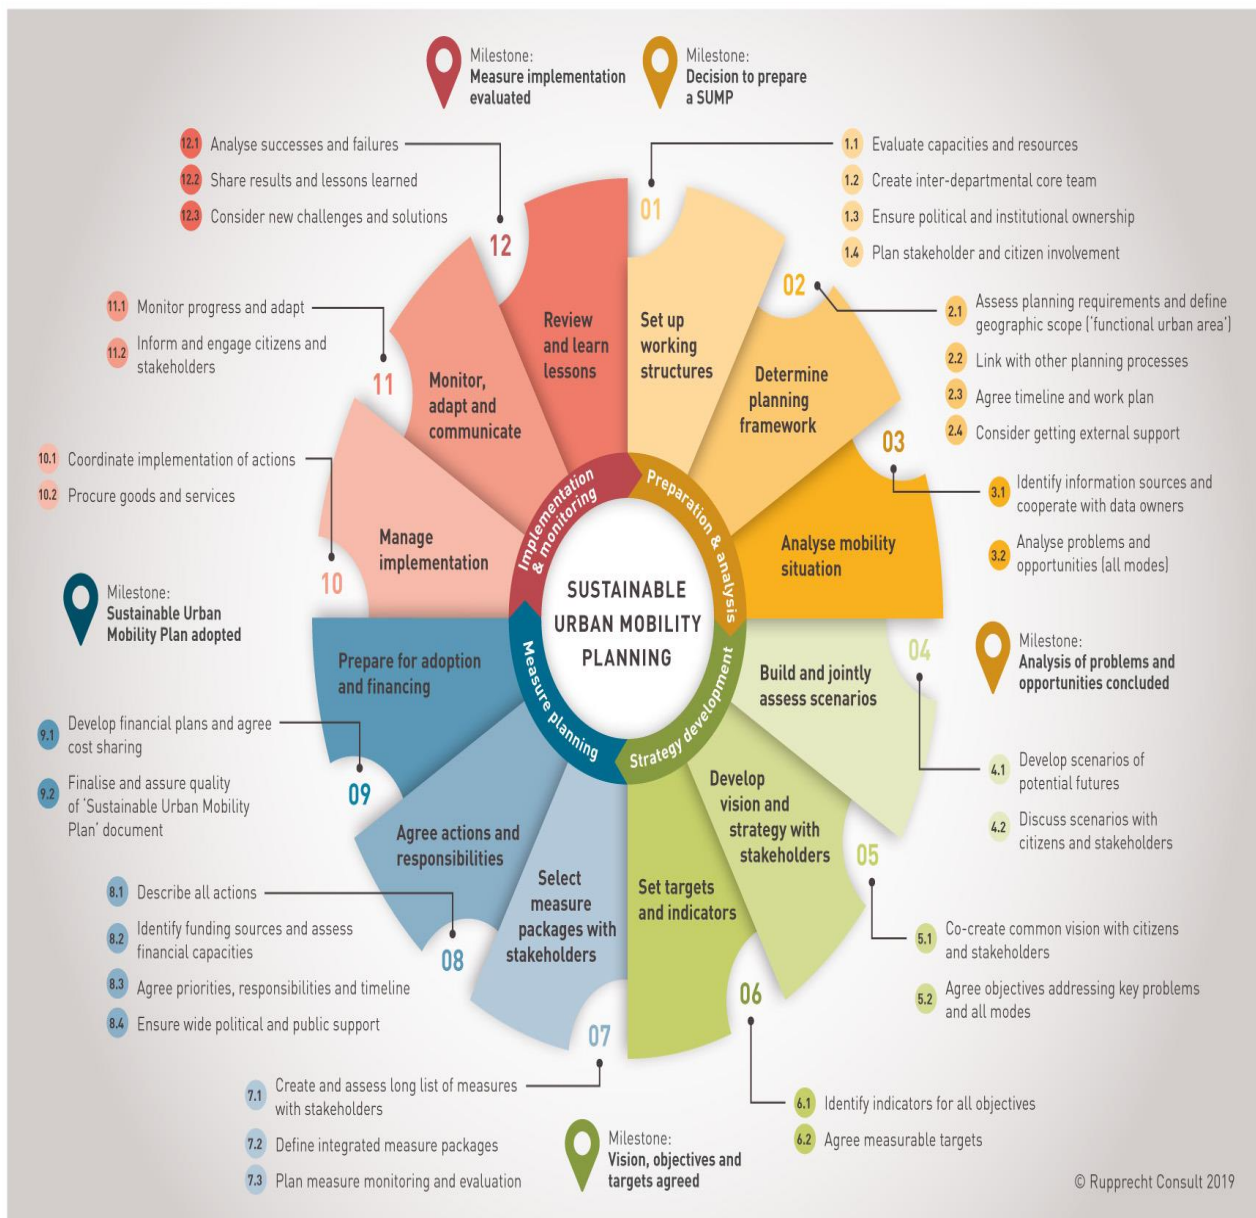 Milestone:
Measure implementation
evaluated
Milestone:
Decision to prepare
a SUMP
12.1 Analyse successes and failures
12.2 Share results and lessons learned
12.3 Consider new challenges and solutions
1.1 Evaluate capacities and resources
1.2 Create inter-departmental core team
1.3 Ensure political and institutional ownership
1.4 Plan stakeholder and citizen involvement
01
Set up
working
structures
02
Determine
planning
framework
2.1 Assess planning requirements and define
geographic scope (‘functional urban area’)
2.2 Link with other planning processes
2.3 Agree timeline and work plan
2.4 Consider getting external support
03
Analyse mobility
situation
3.1 Identify information sources and
cooperate with data owners
3.2 Analyse problems and
opportunities (all modes)
Milestone:
Analysis of problems and
opportunities concluded
04
Build and jointly
assess scenarios
4.1 Develop scenarios of
potential futures
4.2 Discuss scenarios with
citizens and stakeholders
05
Develop
vision and
strategy with
stakeholders
5.1 Co-create common vision with citizens
and stakeholders
5.2 Agree objectives addressing key problems
and all modes
06
Set targets
and indicators
6.1 Identify indicators for all objectives
6.2 Agree measurable targets
Milestone:
Vision, objectives and
targets agreed
07
Select
measure
packages with
stakeholders
7.1 Create and assess long list of measures
with stakeholders
7.2 Define integrated measure packages
7.3 Plan measure monitoring and evaluation
08
Agree actions and
responsibilities
8.1 Describe all actions
8.2 Identify funding sources and assess
financial capacities
8.3 Agree priorities, responsibilities and timeline
8.4 Ensure wide political and public support
09
Prepare for adoption
and financing
9.1 Develop financial plans and agree
cost sharing
9.2 Finalise and assure quality
of ‘Sustainable Urban Mobility
Plan’ document
Milestone:
Sustainable Urban
Mobility Plan adopted
10
Manage
implementation
10.1 Coordinate implementation of actions
10.2 Procure goods and services
11
Monitor,
adapt and
communicate
11.1 Monitor progress and adapt
11.2 Inform and engage citizens and
stakeholders
12
Review
and learn
lessons
Preparation & analysis
Strategy development
Measure planning
Implementation
& monitoring
SUSTAINABLE
URBAN MOBILITY
PLANNING
© Rupprecht Consult 2019